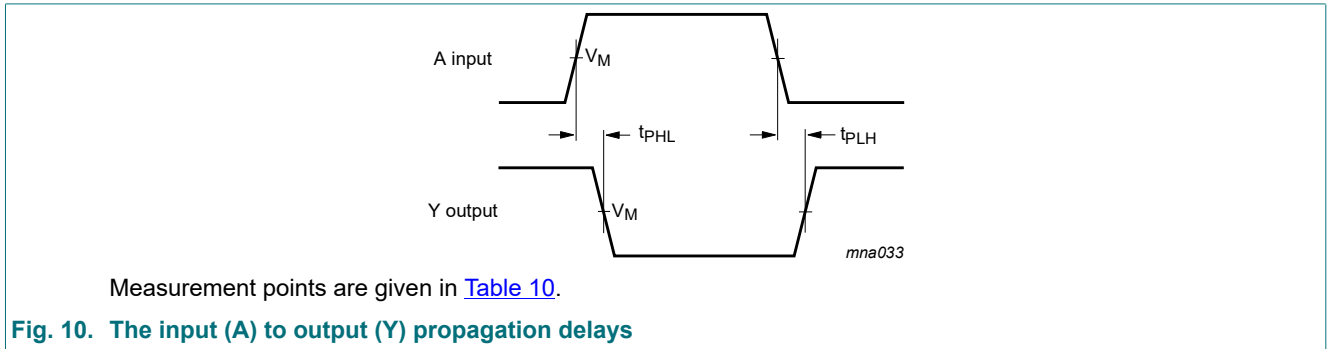 A input
VM
tPHL
tPLH
Y output
VM
mna033
Measurement points are given in Table 10.
Fig. 10. The input (A) to output (Y) propagation delays